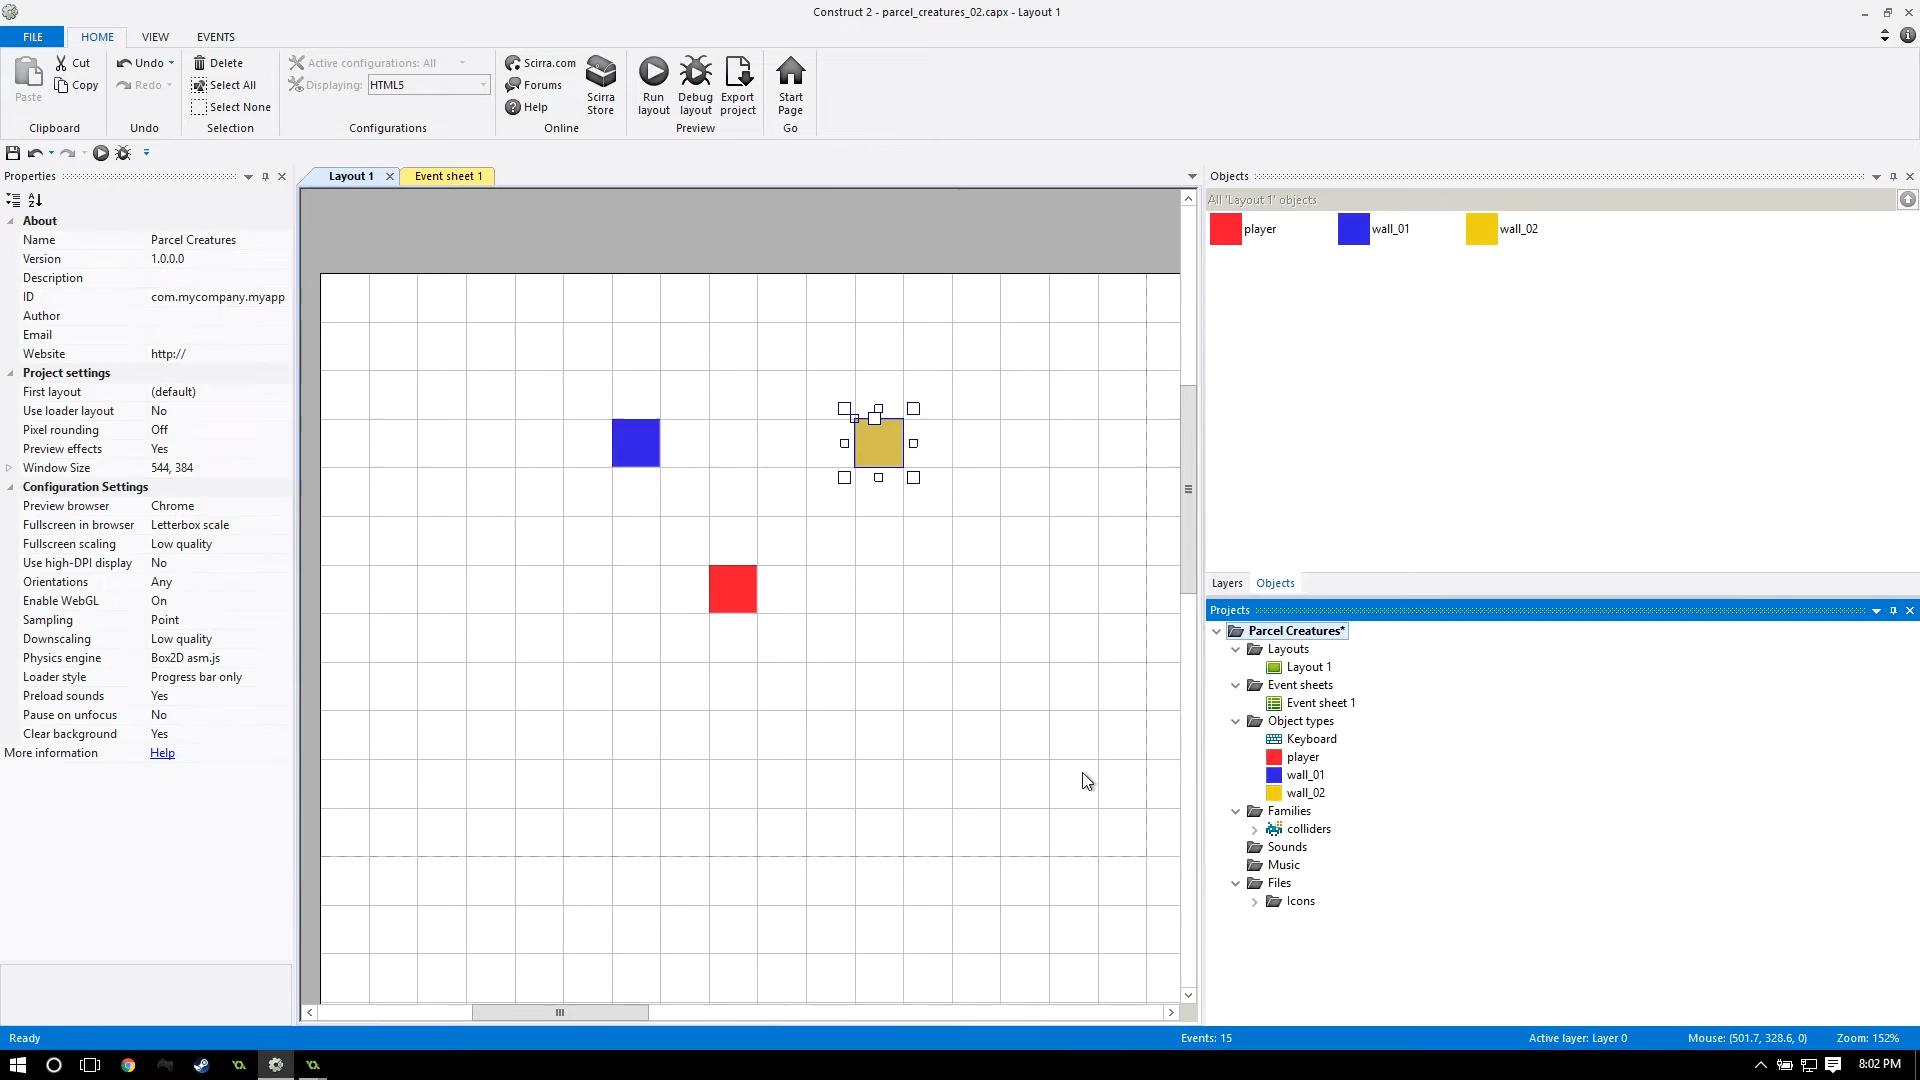 Construct 2 - parcel_creatures_02.capx - Layout 1
FILE HOME VIEW EVENTS
Paste
Cut
Copy
Clipboard
Undo
Redo
Undo
Delete
Select All
Select None
Selection
Active configurations: All
Displaying: HTML5
Configurations
Scirra.com
Forums
Help
Scirra Store
Online
Run layout
Debug layout
Export project
Preview
Start Page
Go
Properties
About
Name Parcel Creatures
Version 1.0.0.0
Description
ID com.mycompany.myapp
Author
Email
Website http://
Project settings
First layout (default)
Use loader layout No
Pixel rounding Off
Preview effects Yes
Window Size 544, 384
Configuration Settings
Preview browser Chrome
Fullscreen in browser Letterbox scale
Fullscreen scaling Low quality
Use high-DPI display No
Orientations Any
Enable WebGL On
Sampling Point
Downscaling Low quality
Physics engine Box2D asm.js
Loader style Progress bar only
Preload sounds Yes
Pause on unfocus No
Clear background Yes
More information Help
Layout 1
Event sheet 1
Objects
All 'Layout 1' objects
player
wall_01
wall_02
Layers Objects
Projects
Parcel Creatures*
Layouts
Layout 1
Event sheets
Event sheet 1
Object types
Keyboard
player
wall_01
wall_02
Families
colliders
Sounds
Music
Files
Icons
Ready
Events: 15
Active layer: Layer 0
Mouse: (501.7, 328.6, 0)
Zoom: 152%
8:02 PM